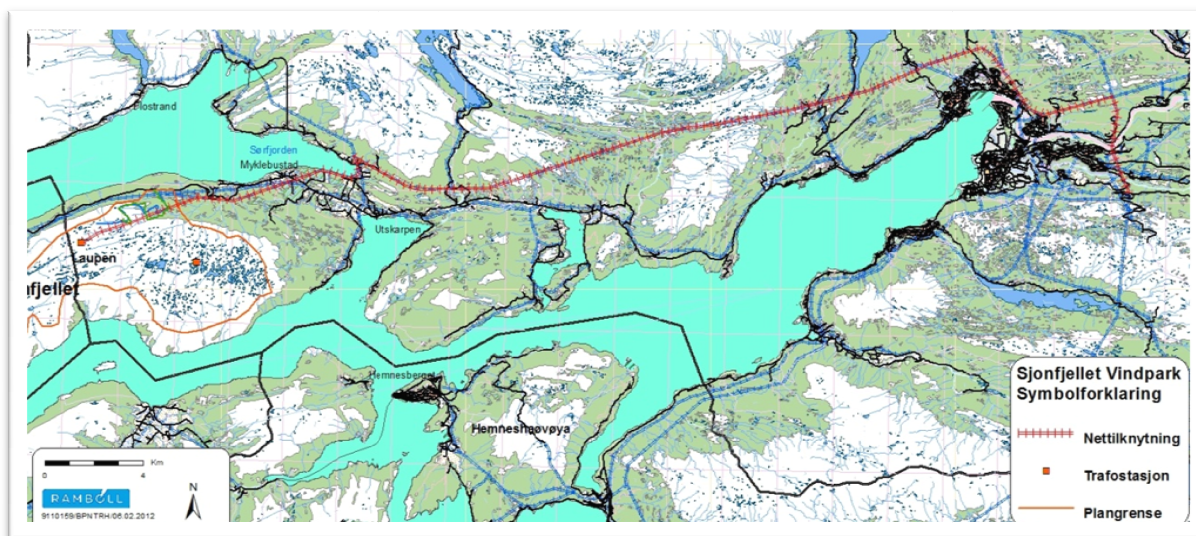 Flostrand
Sørfjorden
Myklebustad
Utskarpen
Laupen
nfjellet
Hemnesberget
Hemneshaøvøya
Sjonfjellet Vindpark
Symbolforklaring
Nettilknytning
Trafostasjon
Plangrense
Km
0 4
RAMBOLL
N
9110159/BPNTRH/06.02.2012